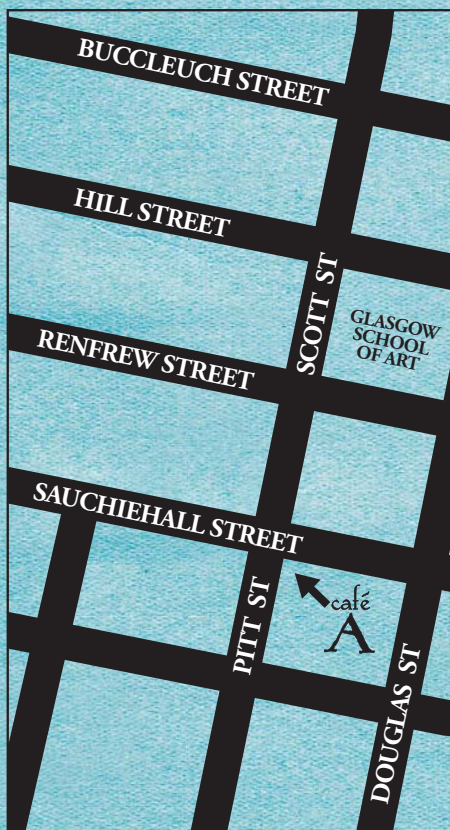 BUCCLEUCH STREET
HILL STREET
SCOTT ST
GLASGOW
SCHOOL
OF ART
RENFREW STREET
SAUCHIEHALL STREET
PITT ST
café
A
DOUGLAS ST